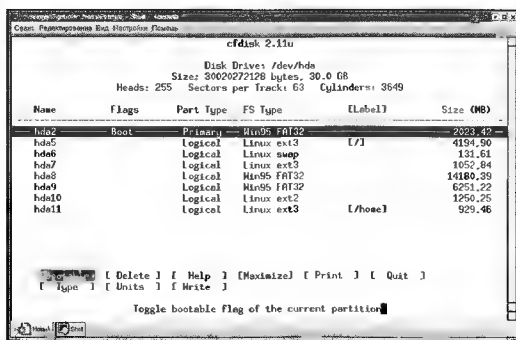 Сеанс Редактирование Вид Настройки Помощь
cfdisk 2.11u
Disk Drive: /dev/hda
Size: 30020272128 bytes, 30.0 GB
Heads: 255 Sectors per Track: 63 Cylinders: 3649
Name Flags Part Type FS Type [Label] Size (MB)
hda2 Boot Primary Win95 FAT32 2023.42
hda5 Logical Linux ext3 [/] 4194.90
hda6 Logical Linux swap 131.61
hda7 Logical Linux ext3 1052.84
hda8 Logical Win95 FAT32 14180.39
hda9 Logical Win95 FAT32 6251.22
hda10 Logical Linux ext2 1250.25
hda11 Logical Linux ext3 [/home] 929.46
[ Delete ] [ Help ] [Maximize] [ Print ] [ Quit ]
[ Type ] [ Units ] [ Write ]
Toggle bootable flag of the current partition
Shell